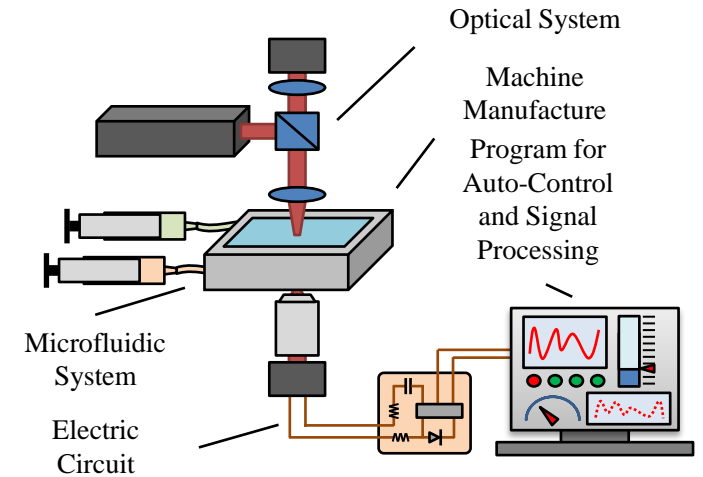 Optical System
Machine
Manufacture
Program for
Auto-Control
and Signal
Processing
Microfluidic
System
Electric
Circuit